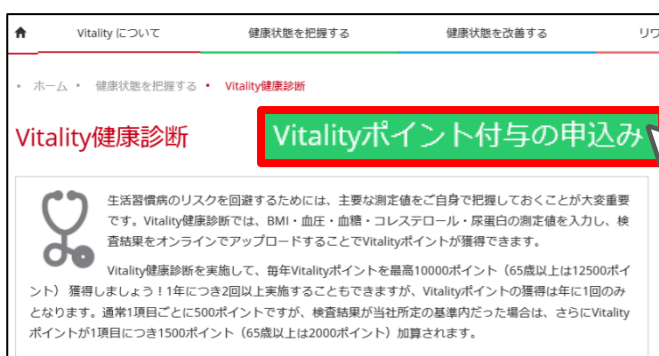 Vitality について 健康状態を把握する 健康状態を改善する リワ
・ ホーム ・ 健康状態を把握する ・ Vitality健康診断
Vitality健康診断 Vitalityポイント付与の申込み
生活習慣病のリスクを回避するためには、主要な測定値をご自身で把握しておくことが大変重要
です。Vitality健康診断では、BMI・血圧・血糖・コレステロール・尿蛋白の測定値を入力し、検
査結果をオンラインでアップロードすることでVitalityポイントが獲得できます。
Vitality健康診断を実施して、毎年Vitalityポイントを最高10000ポイント（65歳以上は12500ポイ
ント） 獲得しましょう！1年につき2回以上実施することもできますが、Vitalityポイントの獲得は年に1回のみ
となります。通常1項目ごとに500ポイントですが、検査結果が当社所定の基準内だった場合は、さらにVitality
ポイントが1項目につき1500ポイント（65歳以上は2000ポイント）加算されます。